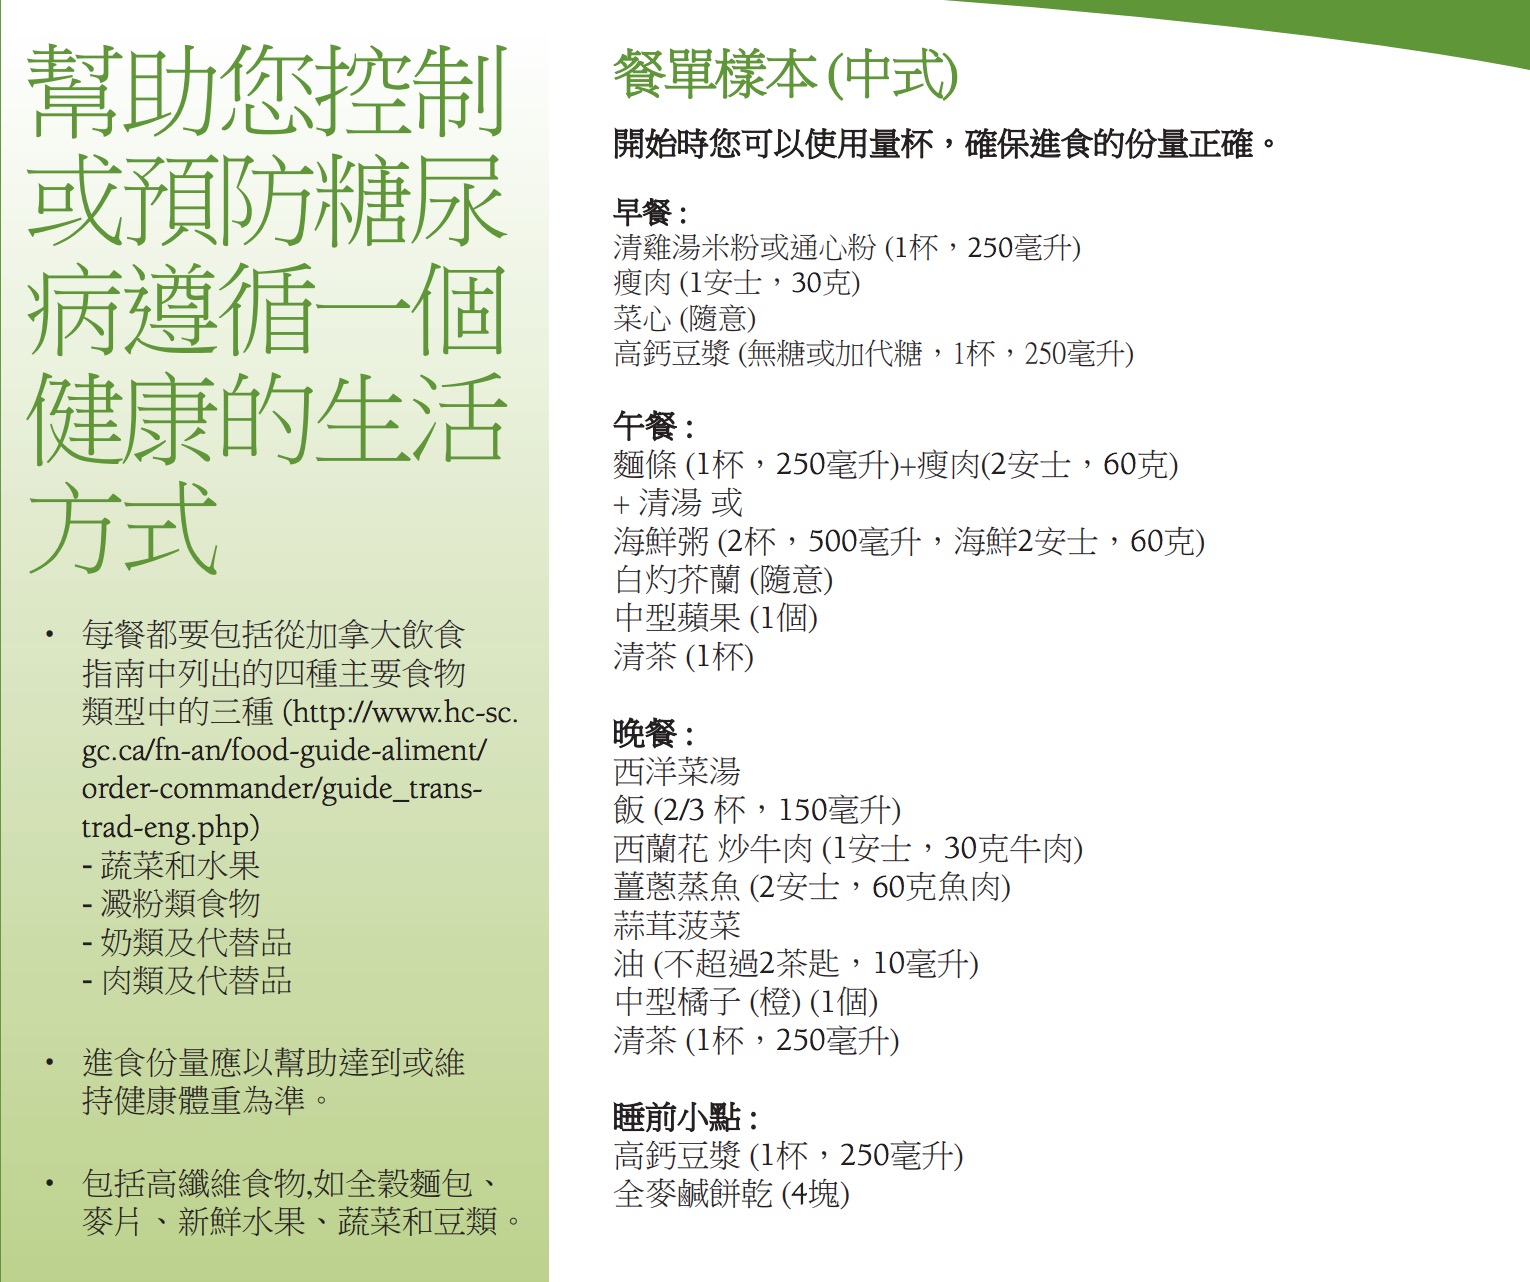 幫助您控制
或預防糖尿
病遵循一個
健康的生活
方式
• 每餐都要包括從加拿大飲食
指南中列出的四種主要食物
類型中的三種 (http://www.hc-sc.
gc.ca/fn-an/food-guide-aliment/
order-commander/guide_trans-
trad-eng.php)
- 蔬菜和水果
- 澱粉類食物
- 奶類及代替品
- 肉類及代替品
• 進食份量應以幫助達到或維
持健康體重為準。
• 包括高纖維食物,如全穀麵包、
麥片、新鮮水果、蔬菜和豆類。
餐單樣本 (中式)
開始時您可以使用量杯，確保進食的份量正確。
早餐 :
清雞湯米粉或通心粉 (1杯，250毫升)
瘦肉 (1安士，30克)
菜心 (隨意)
高鈣豆漿 (無糖或加代糖，1杯，250毫升)
午餐 :
麵條 (1杯，250毫升)+瘦肉(2安士，60克)
+ 清湯 或
海鮮粥 (2杯，500毫升，海鮮2安士，60克)
白灼芥蘭 (隨意)
中型蘋果 (1個)
清茶 (1杯)
晚餐 :
西洋菜湯
飯 (2/3 杯，150毫升)
西蘭花 炒牛肉 (1安士，30克牛肉)
薑蔥蒸魚 (2安士，60克魚肉)
蒜茸菠菜
油 (不超過2茶匙，10毫升)
中型橘子 (橙) (1個)
清茶 (1杯，250毫升)
睡前小點 :
高鈣豆漿 (1杯，250毫升)
全麥鹹餅乾 (4塊)